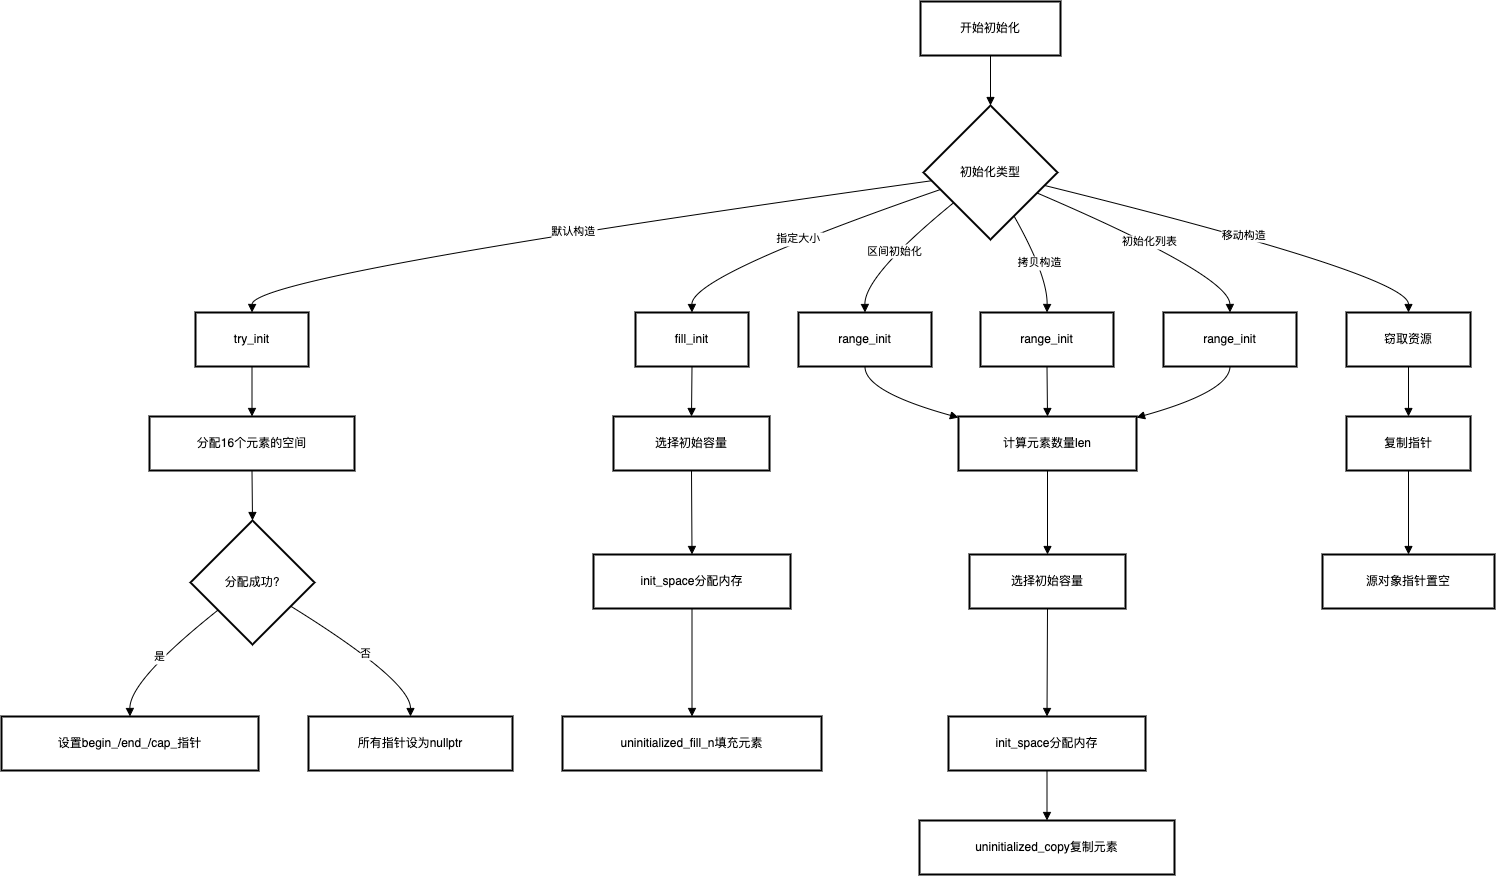 开始初始化
初始化类型
默认构造
指定大小
区间初始化
拷贝构造
初始化列表
移动构造
try_init
fill_init
range_init
range_init
range_init
窃取资源
分配16个元素的空间
选择初始容量
计算元素数量len
复制指针
分配成功?
init_space分配内存
选择初始容量
源对象指针置空
是
否
设置begin_/end_/cap_指针
所有指针设为nullptr
uninitialized_fill_n填充元素
init_space分配内存
uninitialized_copy复制元素